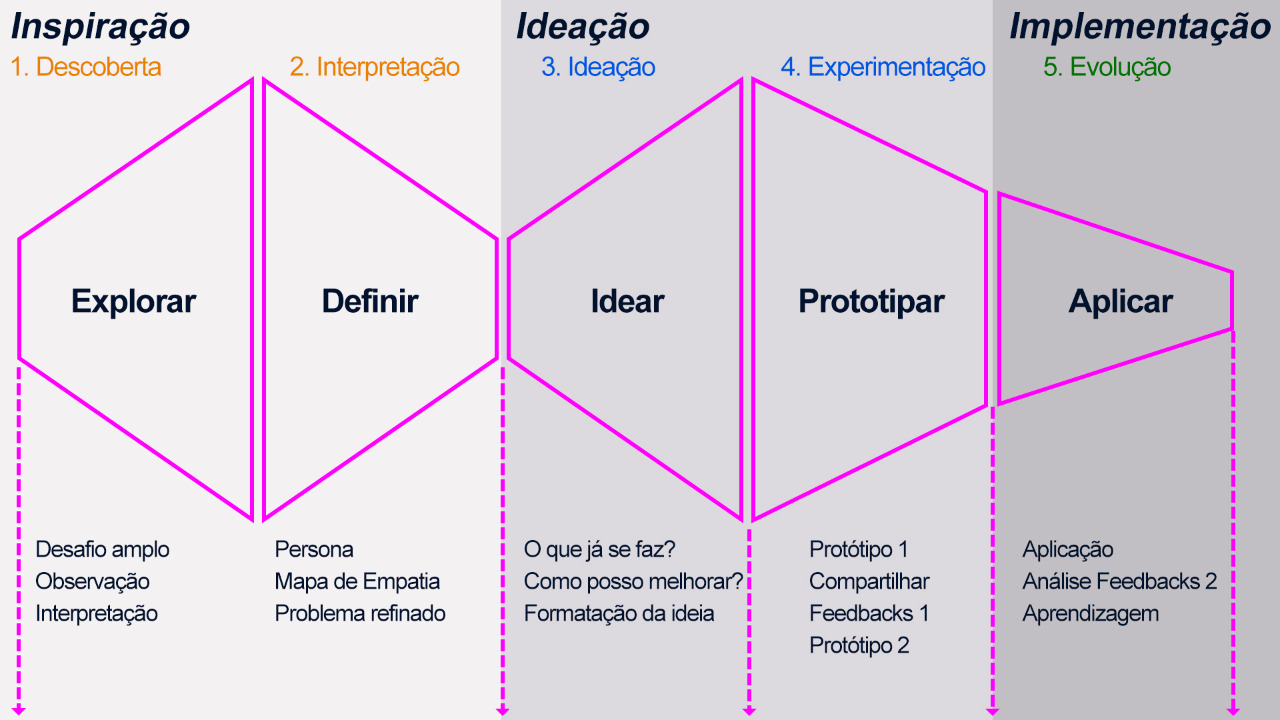 Inspiração
Ideação
Implementação
1. Descoberta
2. Interpretação
3. Ideação
4. Experimentação
5. Evolução
Explorar
Definir
Idear
Prototipar
Aplicar
Desafio amplo
Observação
Interpretação
Persona
Mapa de Empatia
Problema refinado
O que já se faz?
Como posso melhorar?
Formatação da ideia
Protótipo 1
Compartilhar
Feedbacks 1
Protótipo 2
Aplicação
Análise Feedbacks 2
Aprendizagem